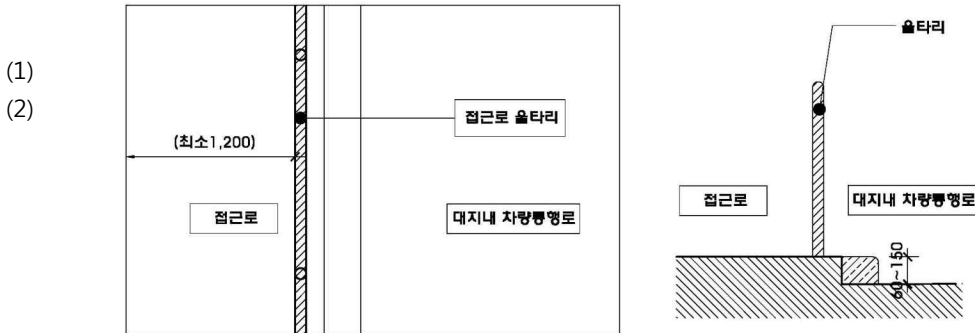 (1)
(2)
(최소1,200)
접근로 울타리
접근로
대지내 차량통행로
울타리
접근로
대지내 차량통행로
60~150